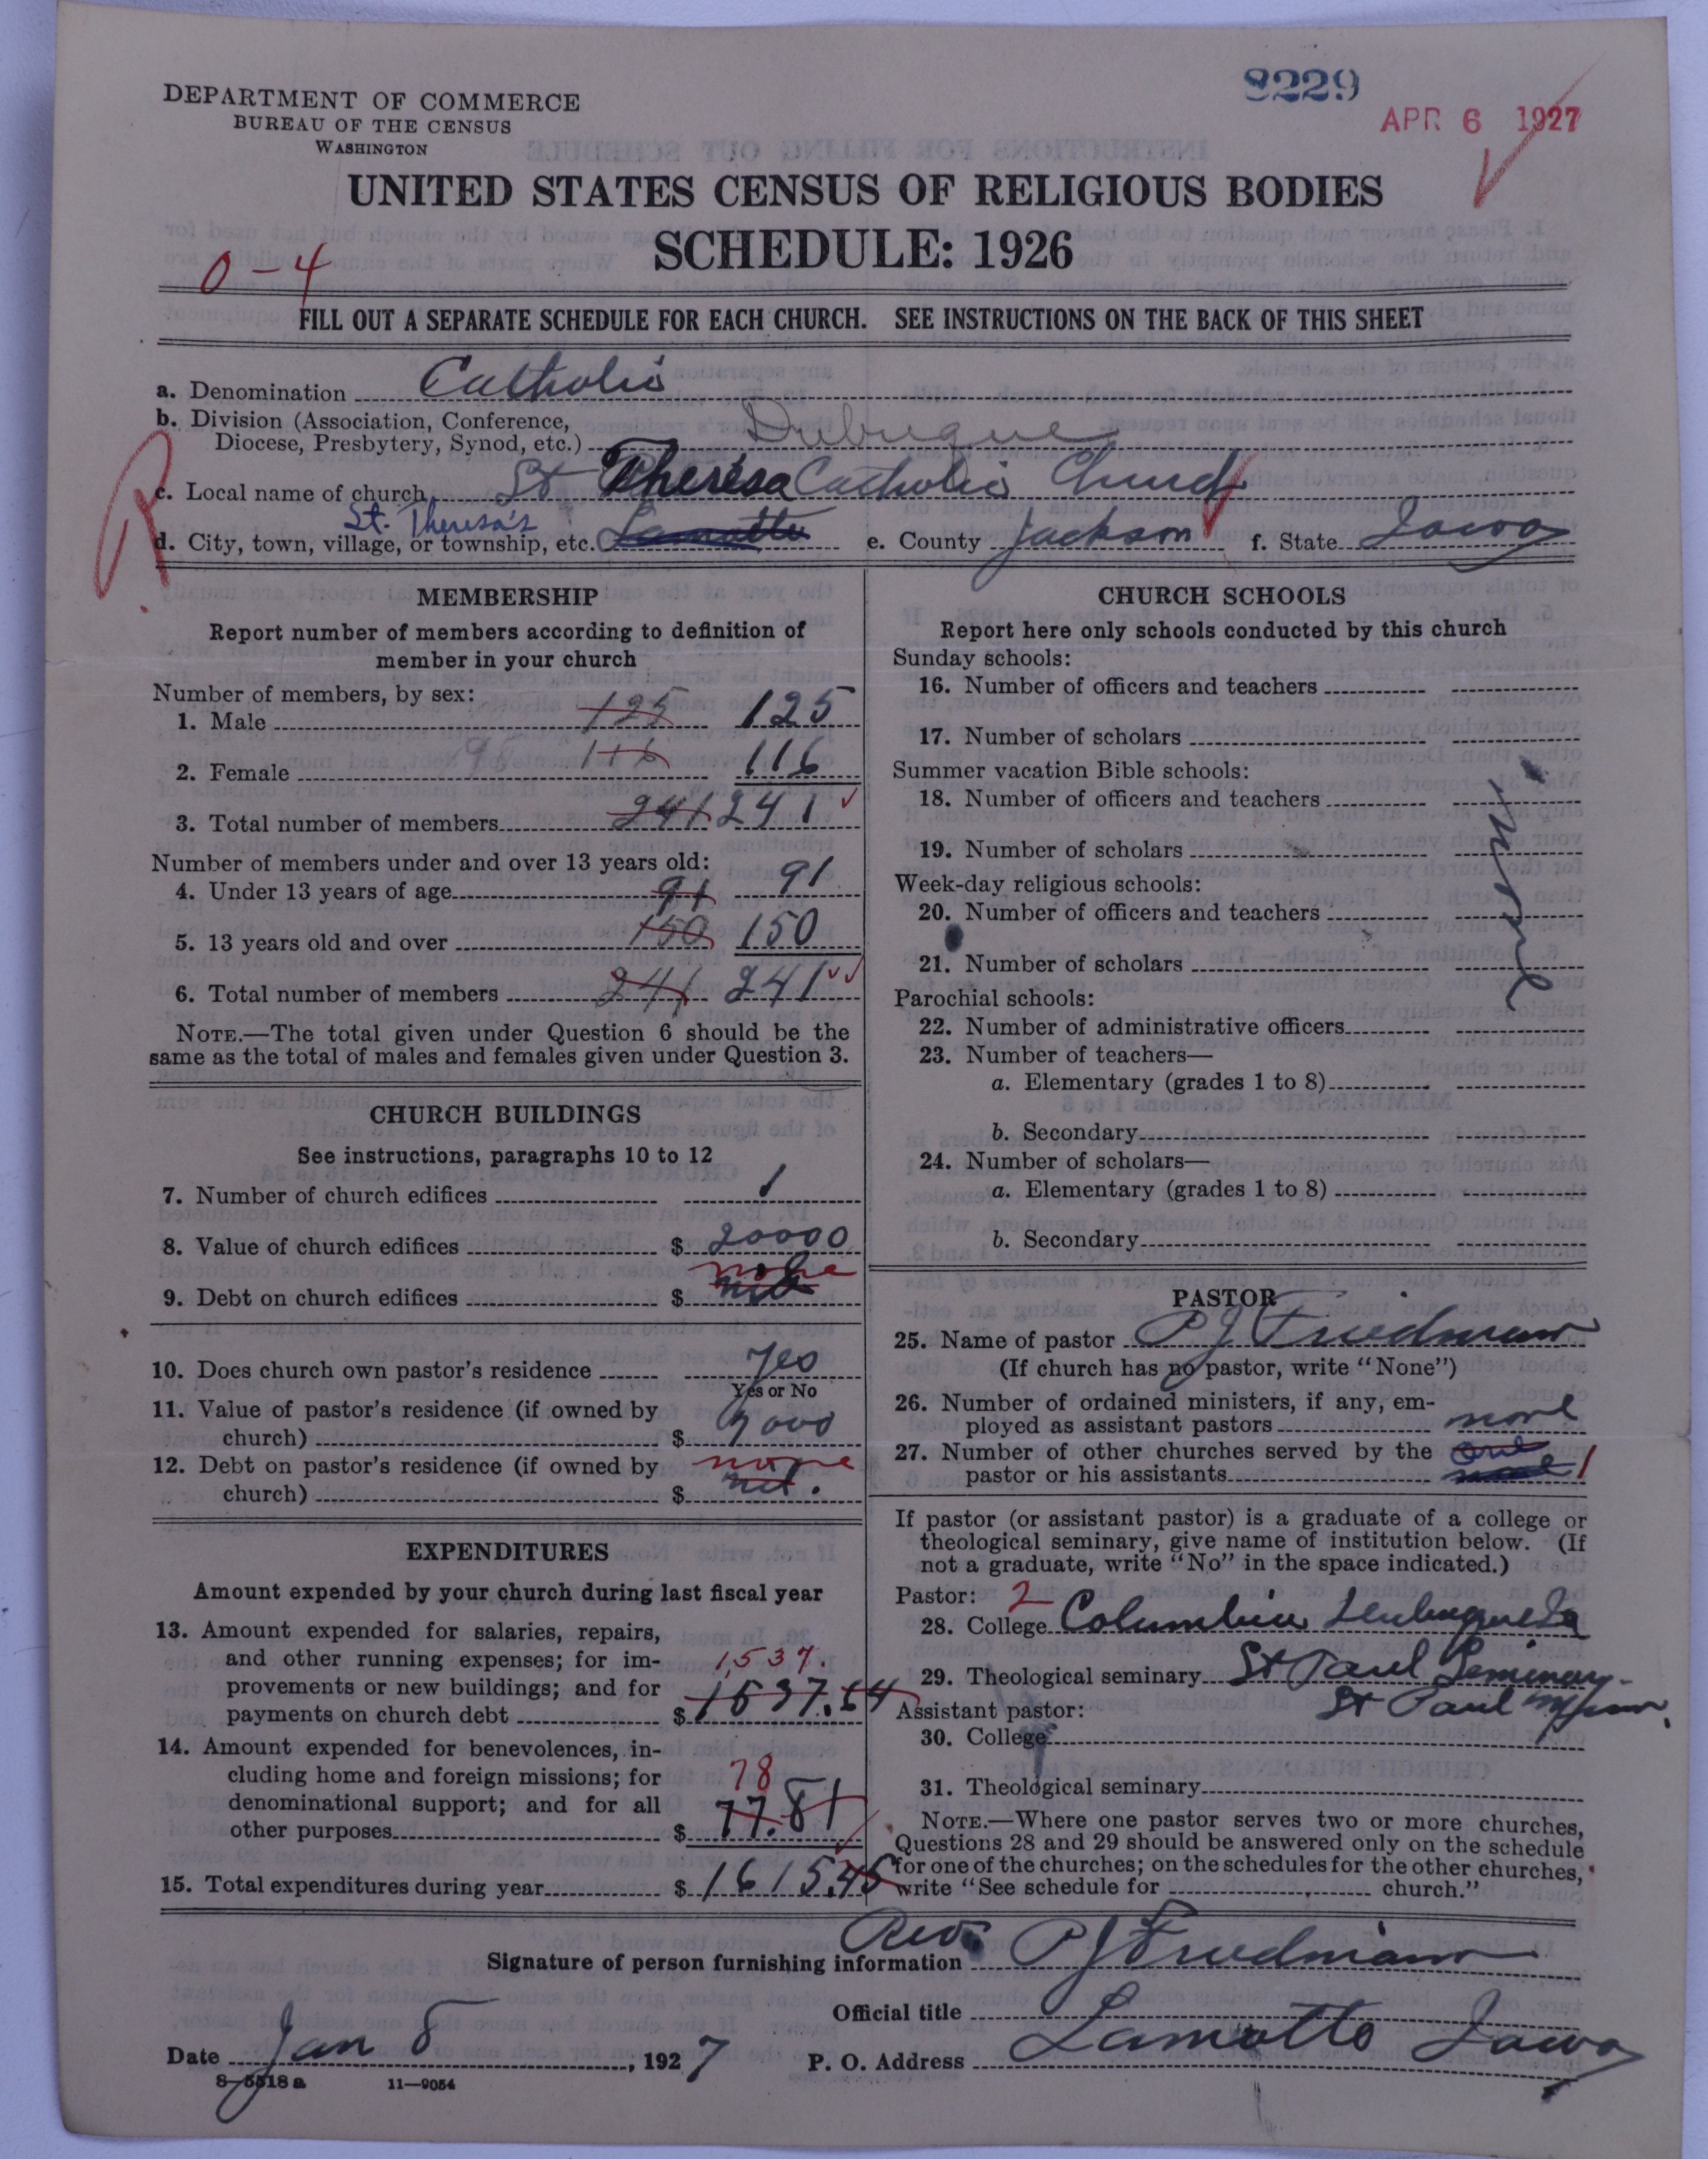 8229
APR 6 1927
DEPARTMENT OF COMMERCE
BUREAU OF THE CENSUS
WASHINGTON
UNITED STATES CENSUS OF RELIGIOUS BODIES
SCHEDULE: 1926
0-4
FILL OUT A SEPARATE SCHEDULE FOR EACH CHURCH. SEE INSTRUCTIONS ON THE BACK OF THIS SHEET
a. Denomination Catholic
b. Division (Association, Conference,
Diocese, Presbytery, Synod, etc.) Dubuque
R
c. Local name of church St Theresa Catholic Church
St. Theresa's
d. City, town, village, or township, etc. Lamotte e. County Jackson f. State Iowa
MEMBERSHIP
Report number of members according to definition of
member in your church
Number of members, by sex:
1. Male 125 125
2. Female 98 116 116
3. Total number of members 241 241
Number of members under and over 13 years old:
4. Under 13 years of age 91 91
5. 13 years old and over 150 150
6. Total number of members 241 241
NOTE.—The total given under Question 6 should be the
same as the total of males and females given under Question 3.
CHURCH BUILDINGS
See instructions, paragraphs 10 to 12
7. Number of church edifices 1
8. Value of church edifices $ 20000
none
9. Debt on church edifices $
10. Does church own pastor's residence yes
Yes or No
11. Value of pastor's residence (if owned by
church) $ 7000
12. Debt on pastor's residence (if owned by none
church) $
EXPENDITURES
Amount expended by your church during last fiscal year
13. Amount expended for salaries, repairs,
and other running expenses; for im- 1,537.
provements or new buildings; and for
payments on church debt $ 1537.64
14. Amount expended for benevolences, in-
cluding home and foreign missions; for 78
denominational support; and for all
other purposes $ 77.81
15. Total expenditures during year $ 1615.45
CHURCH SCHOOLS
Report here only schools conducted by this church
Sunday schools:
16. Number of officers and teachers
17. Number of scholars
Summer vacation Bible schools:
18. Number of officers and teachers
19. Number of scholars
Week-day religious schools:
20. Number of officers and teachers
21. Number of scholars
none
Parochial schools:
22. Number of administrative officers
23. Number of teachers—
a. Elementary (grades 1 to 8)
b. Secondary
24. Number of scholars—
a. Elementary (grades 1 to 8)
b. Secondary
PASTOR
25. Name of pastor P J Friedmann
(If church has no pastor, write "None")
26. Number of ordained ministers, if any, em-
ployed as assistant pastors none
27. Number of other churches served by the one
pastor or his assistants none 1
If pastor (or assistant pastor) is a graduate of a college or
theological seminary, give name of institution below. (If
not a graduate, write "No" in the space indicated.)
Pastor: 2
28. College Columbia Dubuque Ia
29. Theological seminary St Paul Seminary
St Paul Minn.
Assistant pastor:
30. College
31. Theological seminary
NOTE.—Where one pastor serves two or more churches,
Questions 28 and 29 should be answered only on the schedule
for one of the churches; on the schedules for the other churches,
write "See schedule for church."
Signature of person furnishing information Rev. P J Friedmann
Official title
Date Jan 8, 1927 P. O. Address Lamotte Iowa
8—5518 a 11—9054